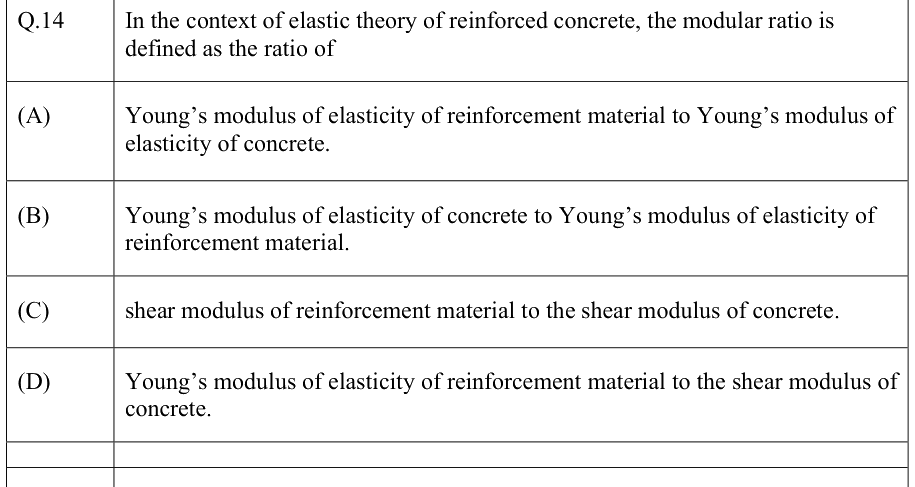 Q.14 In the context of elastic theory of reinforced concrete, the modular ratio is
defined as the ratio of
(A) Young’s modulus of elasticity of reinforcement material to Young’s modulus of
elasticity of concrete.
(B) Young’s modulus of elasticity of concrete to Young’s modulus of elasticity of
reinforcement material.
(C) shear modulus of reinforcement material to the shear modulus of concrete.
(D) Young’s modulus of elasticity of reinforcement material to the shear modulus of
concrete.